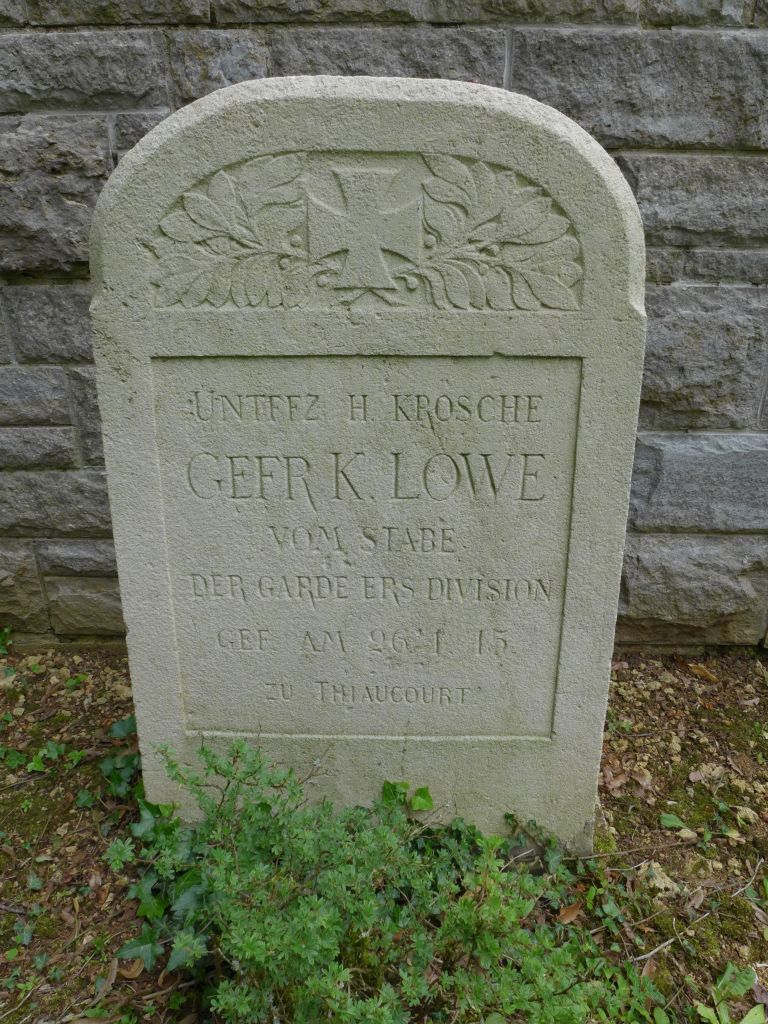 UNTFFZ H. KROSCHE
GEFR K. LOWE
VOM STABE
DER GARDE ERS DIVISION
GEF. AM 26. 1. 15.
ZU THIAUCOURT